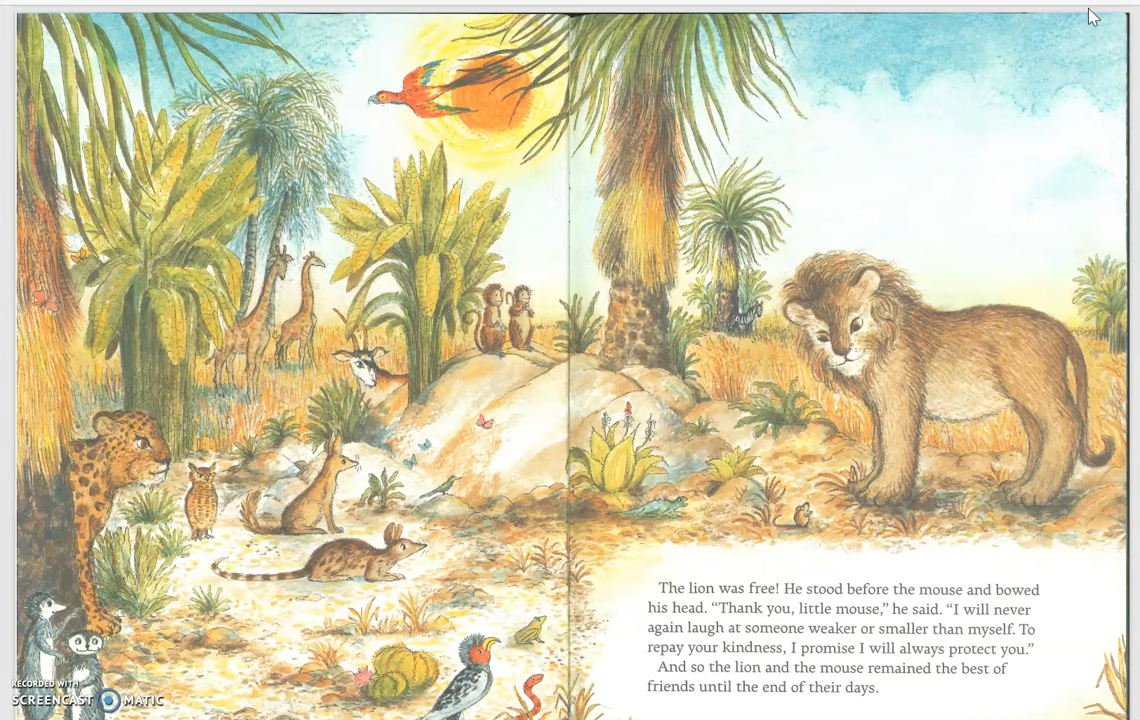 The lion was free! He stood before the mouse and bowed
his head. “Thank you, little mouse,” he said. “I will never
again laugh at someone weaker or smaller than myself. To
repay your kindness, I promise I will always protect you.”
And so the lion and the mouse remained the best of
friends until the end of their days.
RECORDED WITH
SCREENCAST MATIC